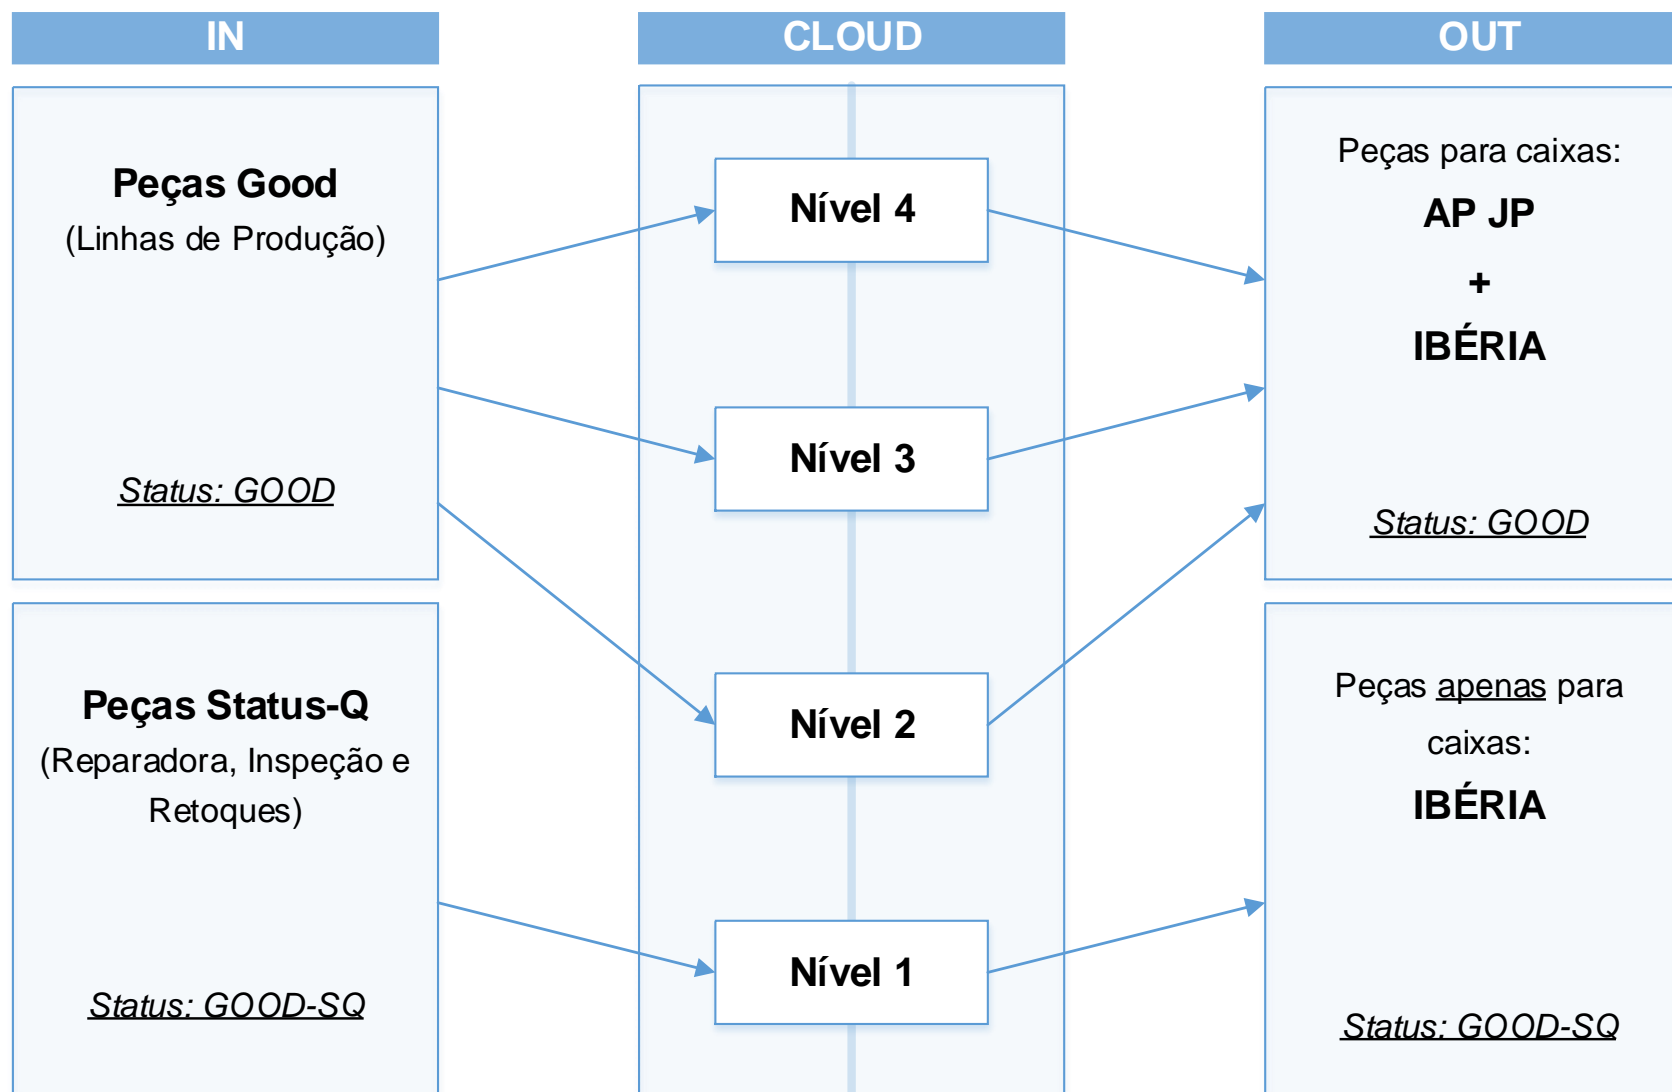 IN
CLOUD
OUT
Peças Good
(Linhas de Produção)
Status: GOOD
Peças Status-Q
(Reparadora, Inspeção e
Retoques)
Status: GOOD-SQ
Nível 4
Nível 3
Nível 2
Nível 1
Peças para caixas:
AP JP
+
IBÉRIA
Status: GOOD
Peças apenas para
caixas:
IBÉRIA
Status: GOOD-SQ